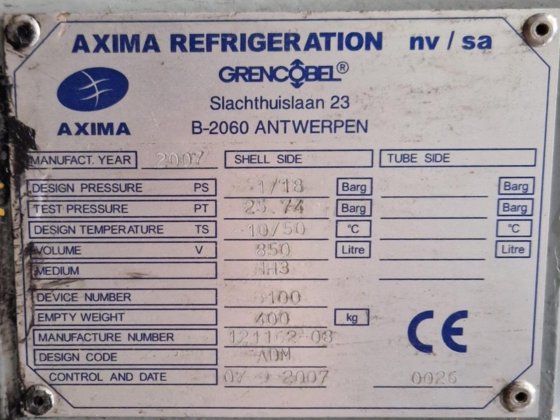 AXIMA REFRIGERATION nv / sa
GRENCOBEL®
AXIMA
Slachthuislaan 23
B-2060 ANTWERPEN
MANUFACT. YEAR 2007 SHELL SIDE TUBE SIDE
DESIGN PRESSURE PS -1/18 Barg Barg
TEST PRESSURE PT 25.74 Barg Barg
DESIGN TEMPERATURE TS 10/50 °C °C
VOLUME V 850 Litre Litre
MEDIUM NH3
DEVICE NUMBER
EMPTY WEIGHT 400 kg
MANUFACTURE NUMBER
DESIGN CODE ADM
CONTROL AND DATE 2007 0026
CE